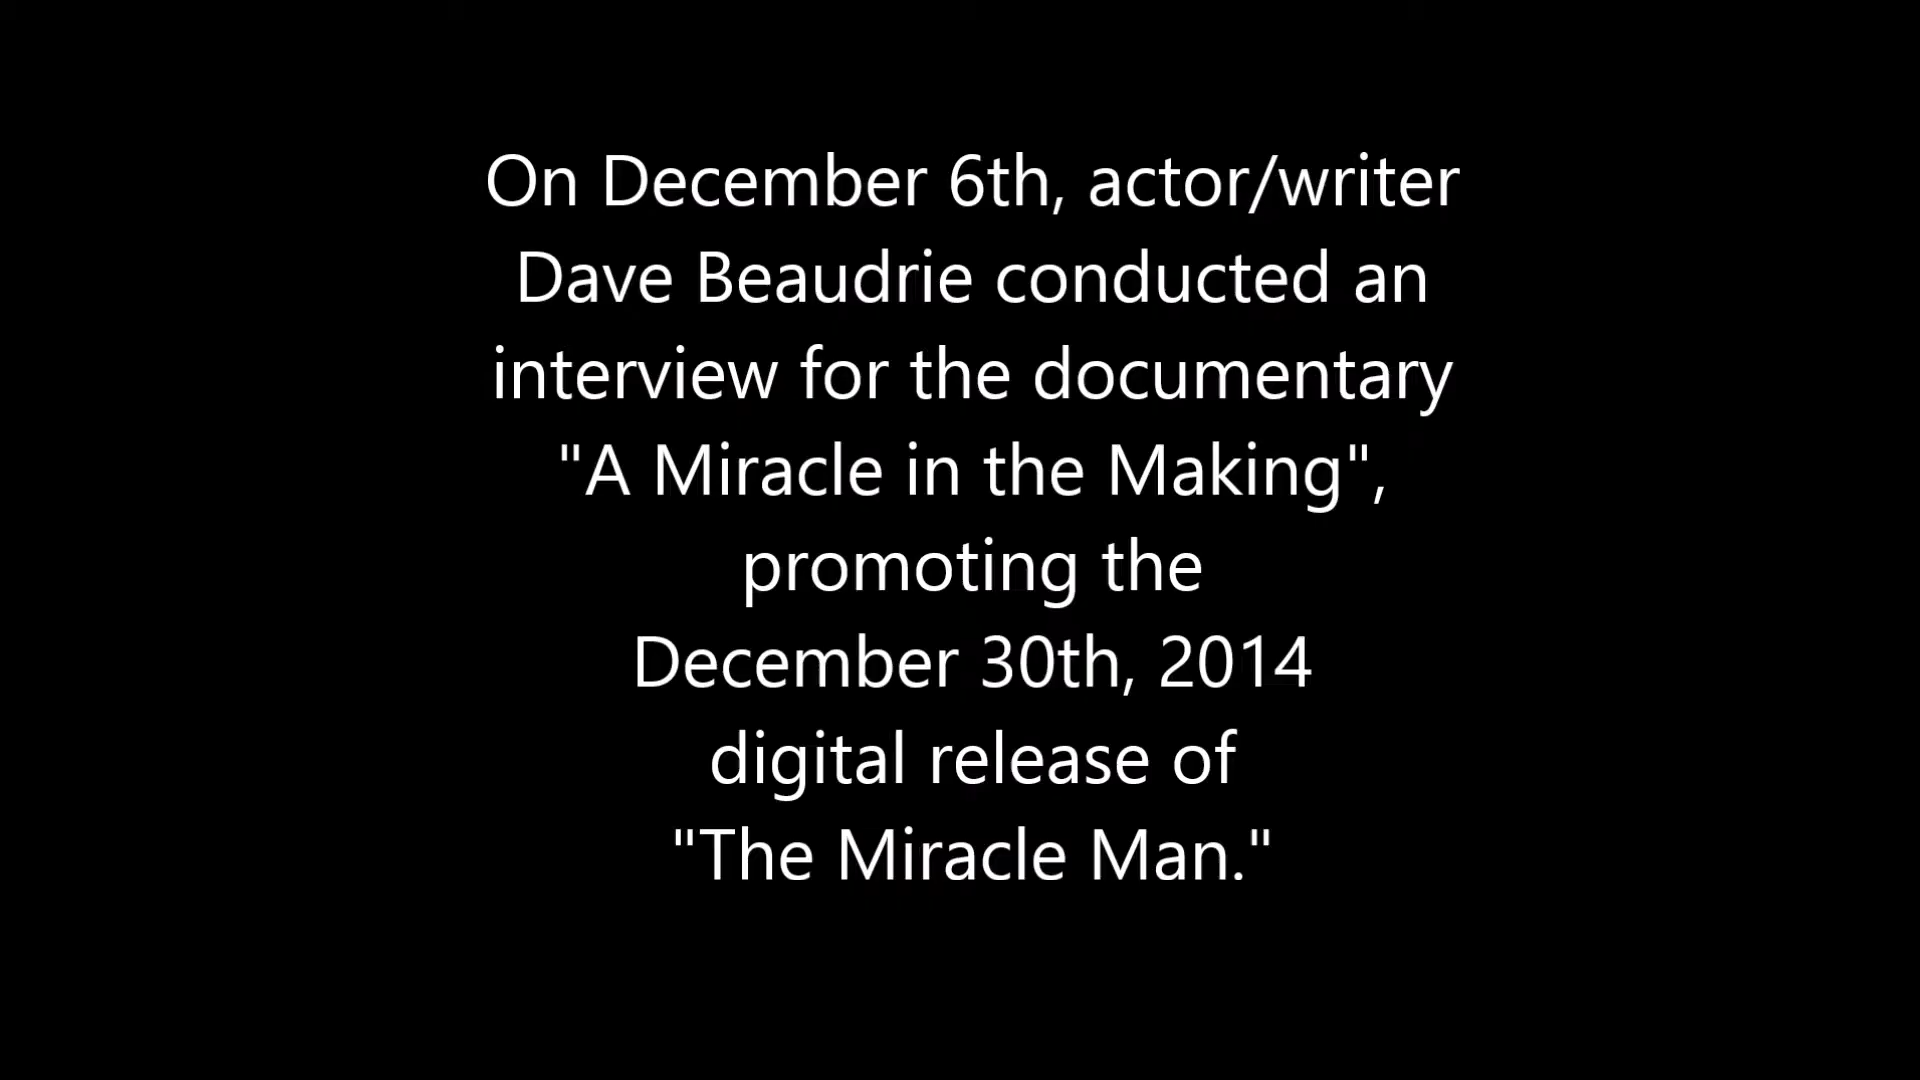 On December 6th, actor/writer
Dave Beaudrie conducted an
interview for the documentary
"A Miracle in the Making",
promoting the
December 30th, 2014
digital release of
"The Miracle Man."